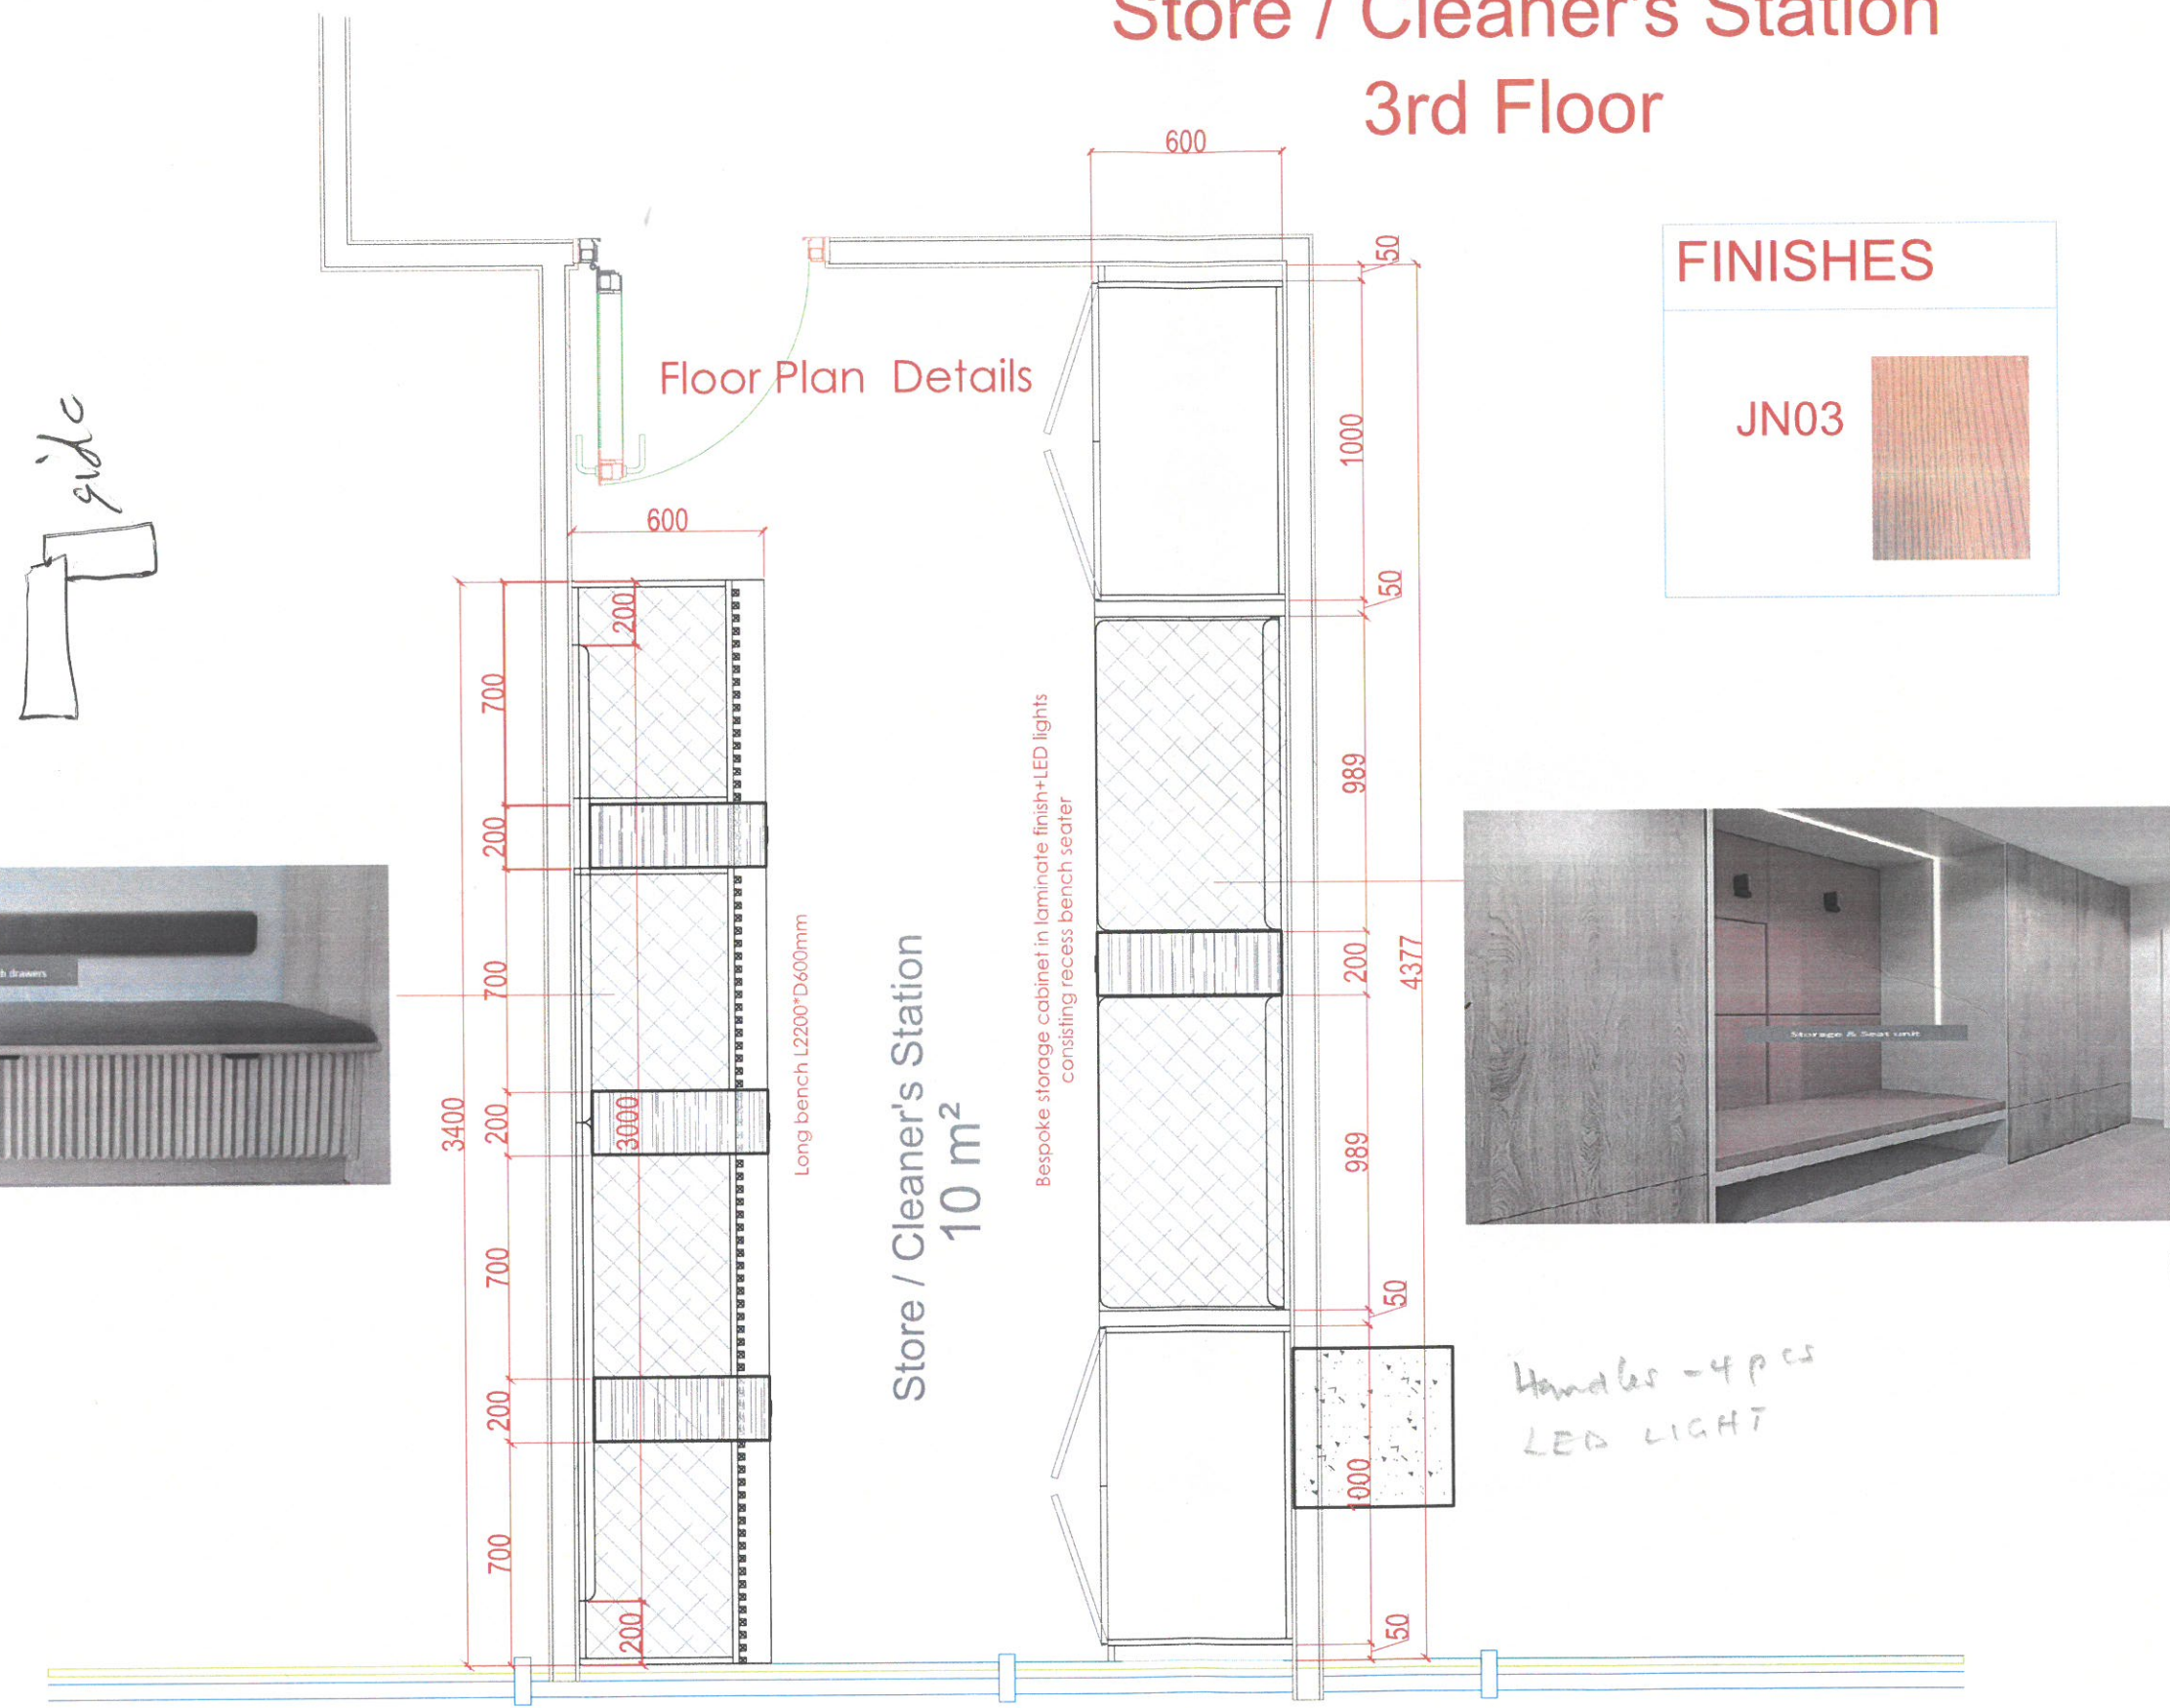 Store / Cleaner's Station
3rd Floor
600
50
FINISHES
JN03
Floor Plan Details
1000
guide
600
50
200
700
989
200
Bespoke storage cabinet in laminate finish+LED lights
consisting recess bench seater
Long bench L2200*D600mm
b drawers
700
Store / Cleaner's Station
10 m²
200
4377
Storage & Seat unit
3400
200
3000
989
700
50
Handles - 4 pcs
LED LIGHT
200
1000
700
200
50